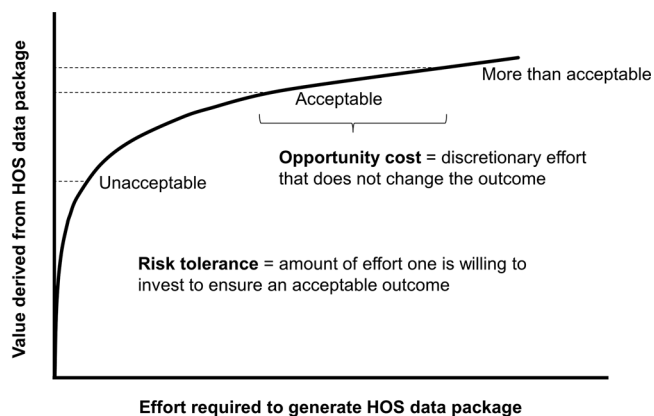 Value derived from HOS data package
More than acceptable
Acceptable
Opportunity cost = discretionary effort
that does not change the outcome
Unacceptable
Risk tolerance = amount of effort one is willing to
invest to ensure an acceptable outcome
Effort required to generate HOS data package